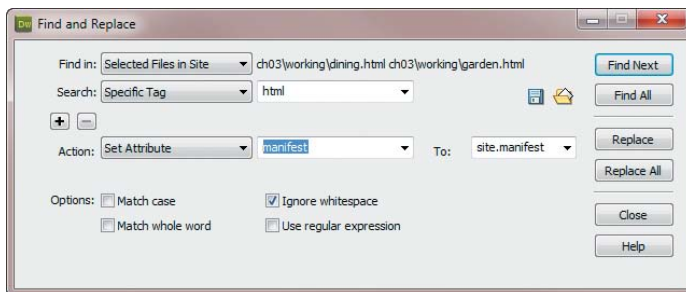 Dw Find and Replace
Find in: Selected Files in Site ch03\working\dining.html ch03\working\garden.html Find Next
Search: Specific Tag html Find All
Action: Set Attribute manifest To: site.manifest Replace
Replace All
Options: Match case Ignore whitespace
Match whole word Use regular expression
Close
Help